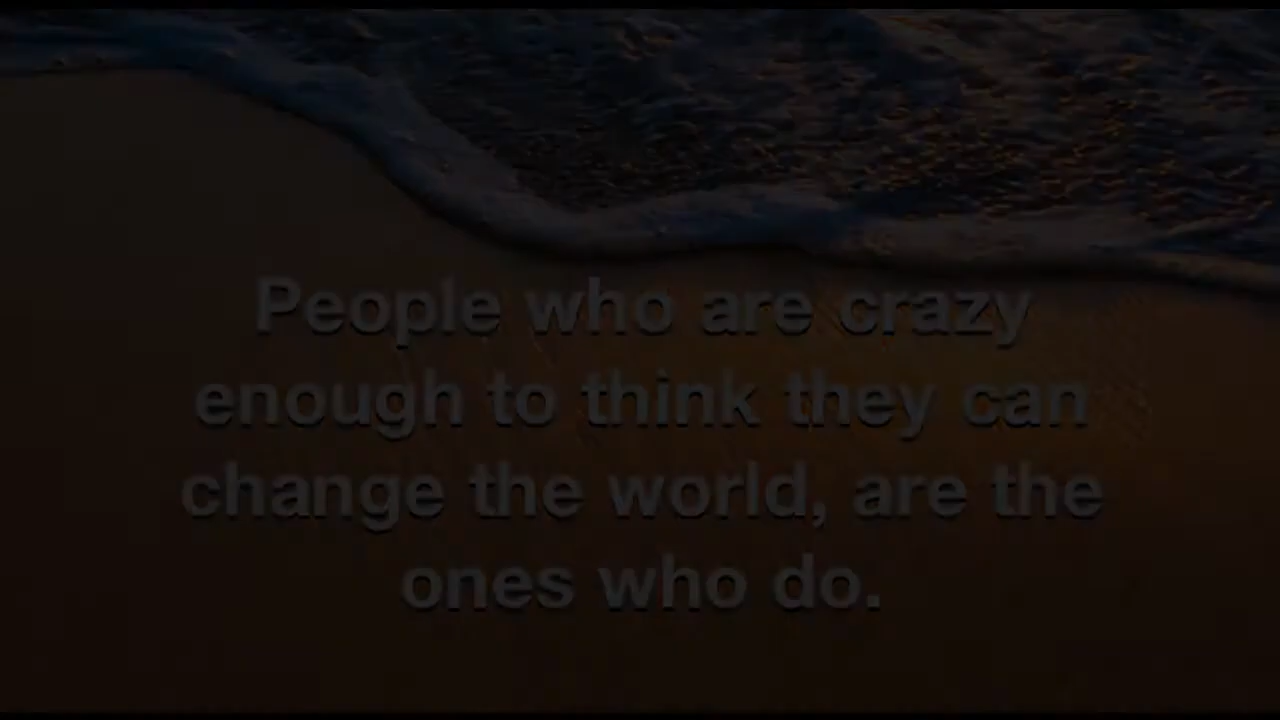 People who are crazy
enough to think they can
change the world, are the
ones who do.